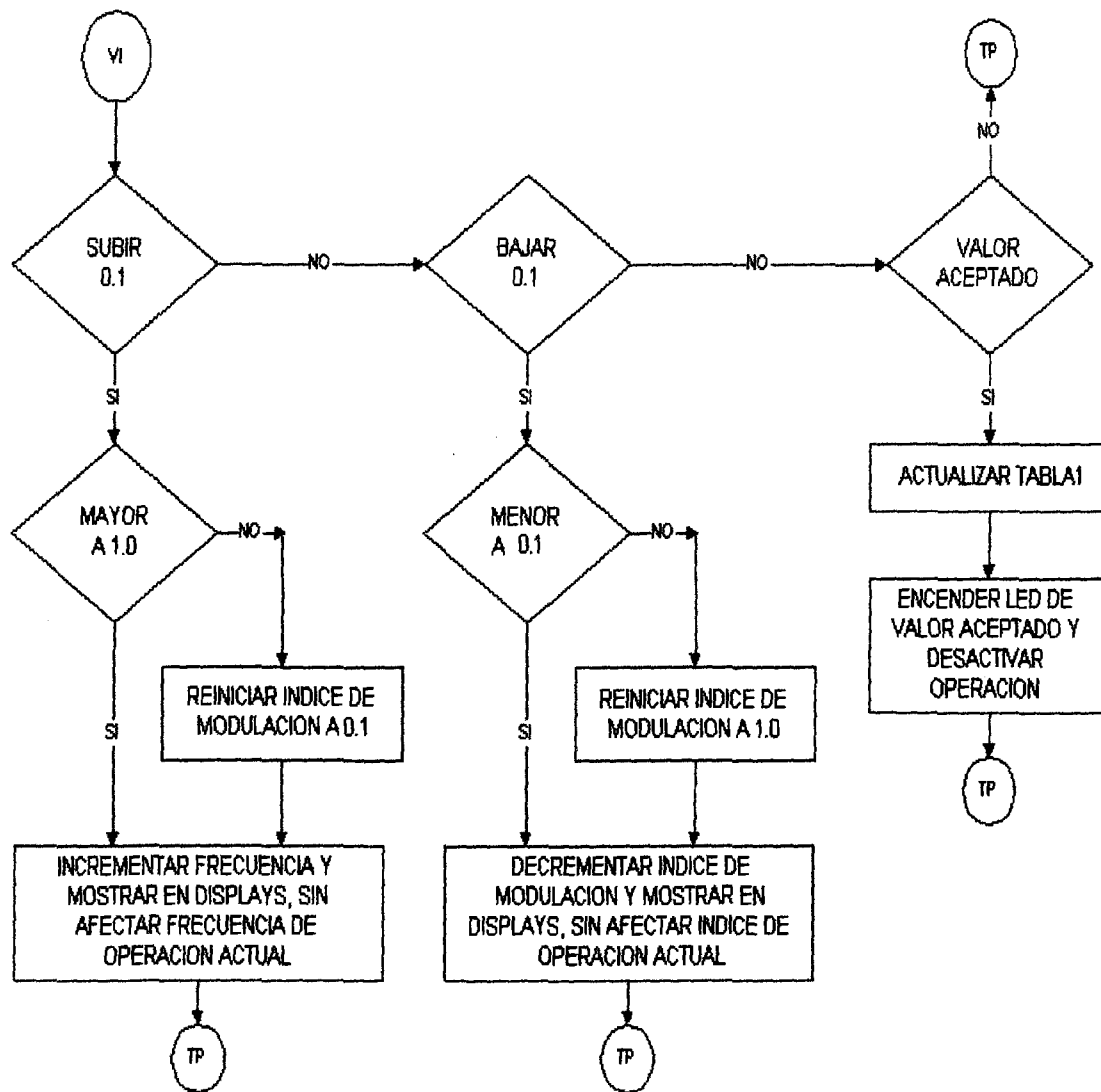 VI
SUBIR
0.1
NO
BAJAR
0.1
NO
VALOR
ACEPTADO
NO
TP
SI
MAYOR
A 1.0
NO
REINICIAR INDICE DE
MODULACION A 0.1
SI
INCREMENTAR FRECUENCIA Y
MOSTRAR EN DISPLAYS, SIN
AFECTAR FRECUENCIA DE
OPERACION ACTUAL
TP
SI
MENOR
A 0.1
NO
REINICIAR INDICE DE
MODULACION A 1.0
SI
DECREMENTAR INDICE DE
MODULACION Y MOSTRAR EN
DISPLAYS, SIN AFECTAR INDICE DE
OPERACION ACTUAL
TP
SI
ACTUALIZAR TABLA1
ENCENDER LED DE
VALOR ACEPTADO Y
DESACTIVAR
OPERACION
TP